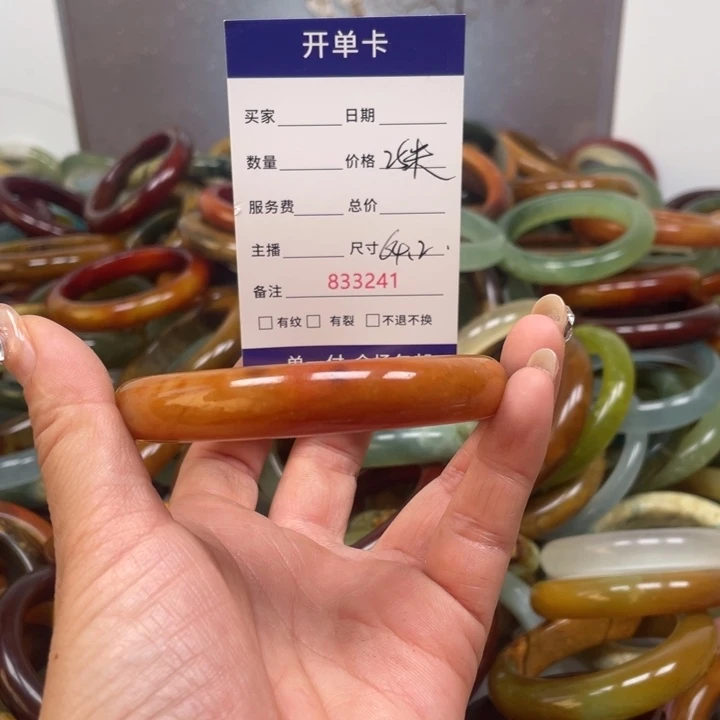 开单卡
买家 日期
数量 价格
服务费 总价
主播 尺寸 64.2
备注 833241
有纹 有裂 不退不换